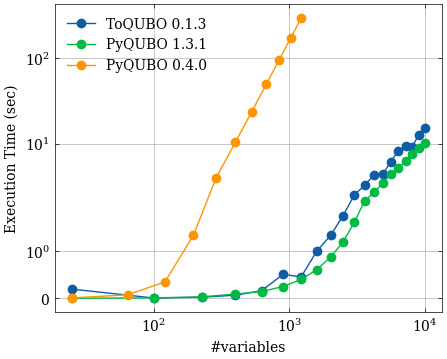 ToQUBO 0.1.3
PyQUBO 1.3.1
PyQUBO 0.4.0
Execution Time (sec)
10²
10¹
10⁰
0
10² 10³ 10⁴
#variables